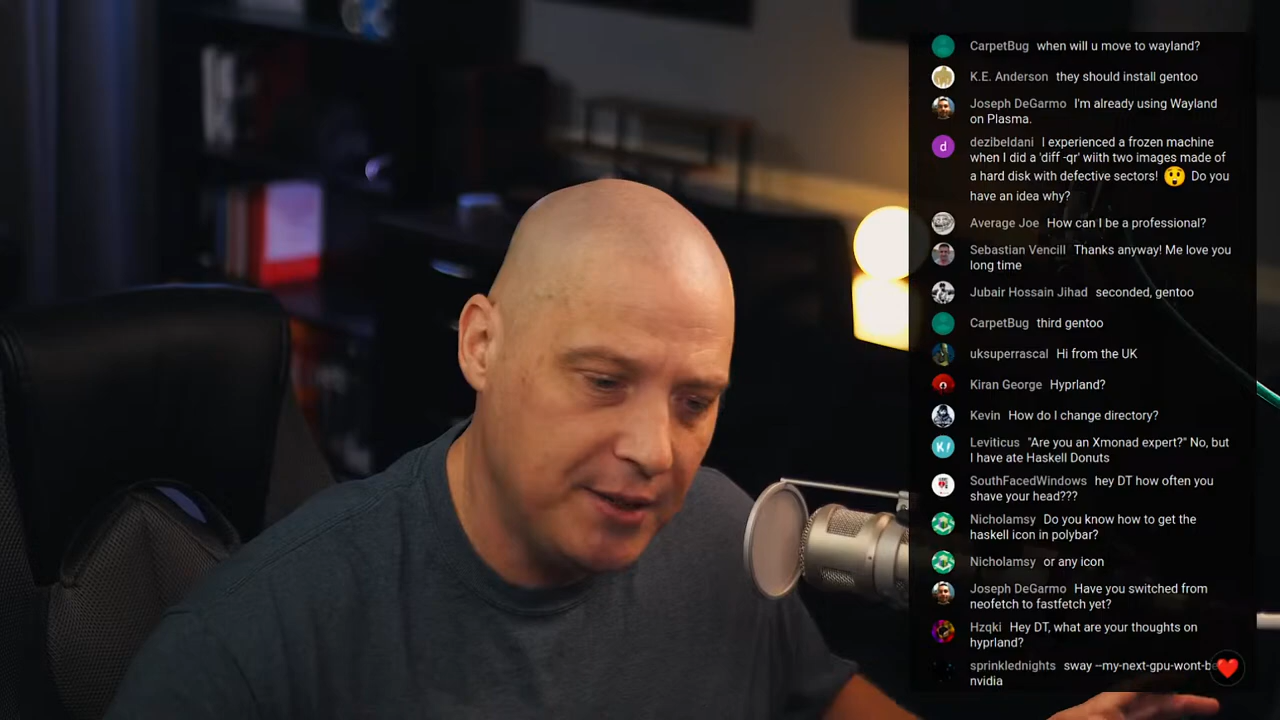 CarpetBug when will u move to wayland?
K.E. Anderson they should install gentoo
Joseph DeGarmo I'm already using Wayland
on Plasma.
d
dezibeldani I experienced a frozen machine
when I did a 'diff -qr' wiith two images made of
a hard disk with defective sectors! 😲 Do you
have an idea why?
Average Joe How can I be a professional?
Sebastian Vencill Thanks anyway! Me love you
long time
Jubair Hossain Jihad seconded, gentoo
CarpetBug third gentoo
uksuperrascal Hi from the UK
Kiran George Hyprland?
Kevin How do I change directory?
Leviticus "Are you an Xmonad expert?" No, but
I have ate Haskell Donuts
SouthFacedWindows hey DT how often you
shave your head???
Nicholamsy Do you know how to get the
haskell icon in polybar?
Nicholamsy or any icon
Joseph DeGarmo Have you switched from
neofetch to fastfetch yet?
Hzqki Hey DT, what are your thoughts on
hyprland?
sprinklednights sway --my-next-gpu-wont-be
nvidia